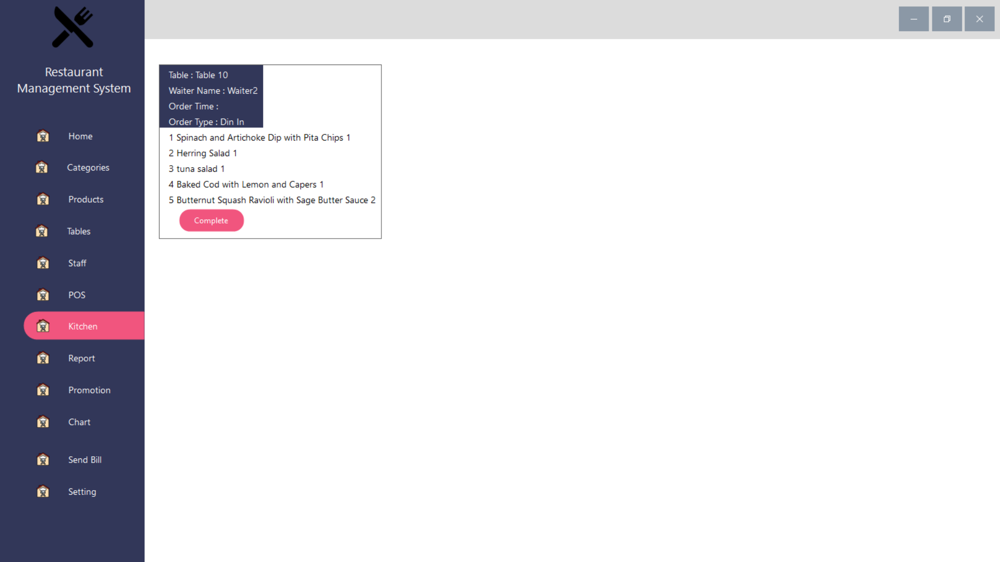 Restaurant
Management System
Home
Categories
Products
Tables
Staff
POS
Kitchen
Report
Promotion
Chart
Send Bill
Setting
Table : Table 10
Waiter Name : Waiter2
Order Time :
Order Type : Din In
1 Spinach and Artichoke Dip with Pita Chips 1
2 Herring Salad 1
3 tuna salad 1
4 Baked Cod with Lemon and Capers 1
5 Butternut Squash Ravioli with Sage Butter Sauce 2
Complete